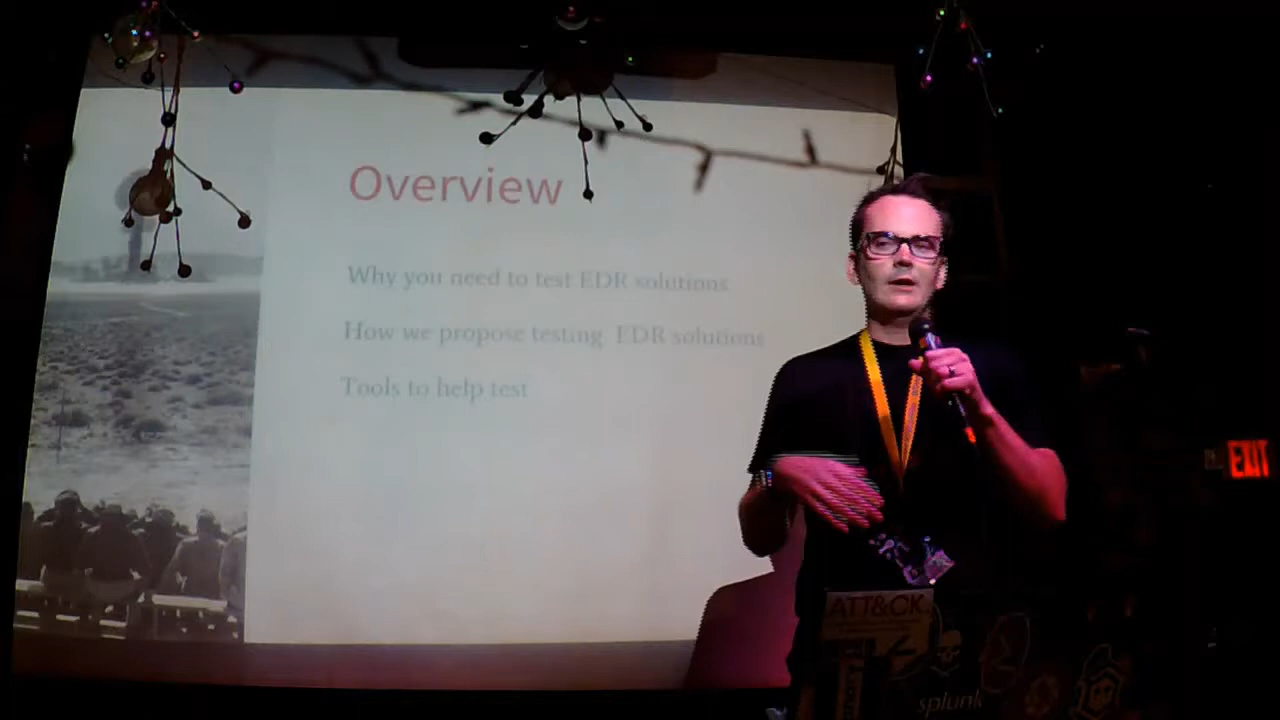 Overview
Why you need to test EDR solutions
How we propose testing EDR solutions
Tools to help test
EXIT
ATT&CK
splunk